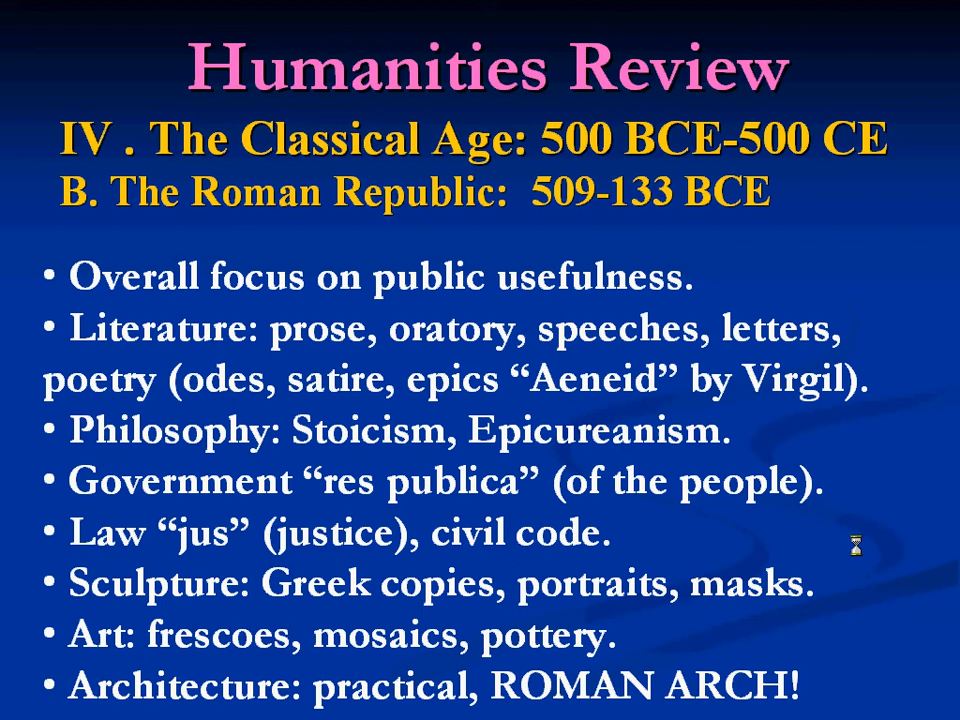 Humanities Review
IV . The Classical Age: 500 BCE-500 CE
B. The Roman Republic: 509-133 BCE
• Overall focus on public usefulness.
• Literature: prose, oratory, speeches, letters,
poetry (odes, satire, epics “Aeneid” by Virgil).
• Philosophy: Stoicism, Epicureanism.
• Government “res publica” (of the people).
• Law “jus” (justice), civil code.
• Sculpture: Greek copies, portraits, masks.
• Art: frescoes, mosaics, pottery.
• Architecture: practical, ROMAN ARCH!